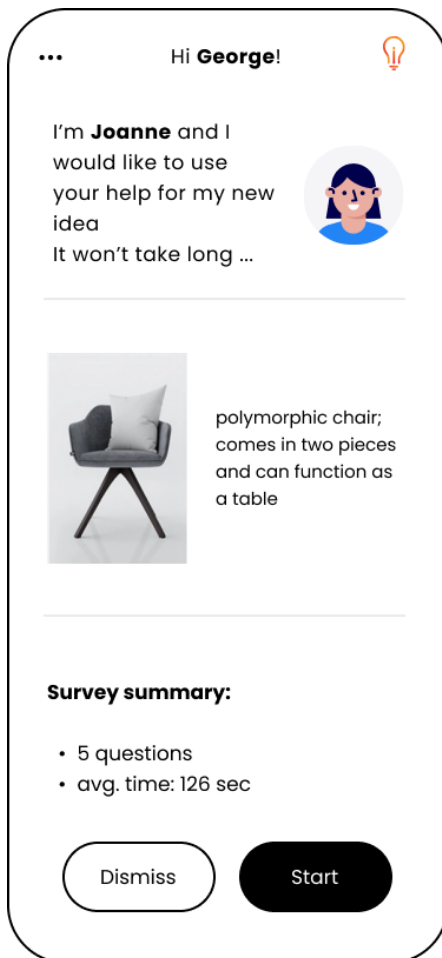 Hi George!
I’m Joanne and I
would like to use
your help for my new
idea
It won’t take long ...
polymorphic chair;
comes in two pieces
and can function as
a table
Survey summary:
• 5 questions
• avg. time: 126 sec
Dismiss
Start